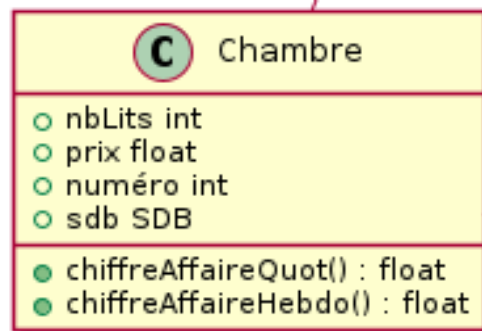 C Chambre
nbLits int
prix float
numéro int
sdb SDB
chiffreAffaireQuot() : float
chiffreAffaireHebdo() : float